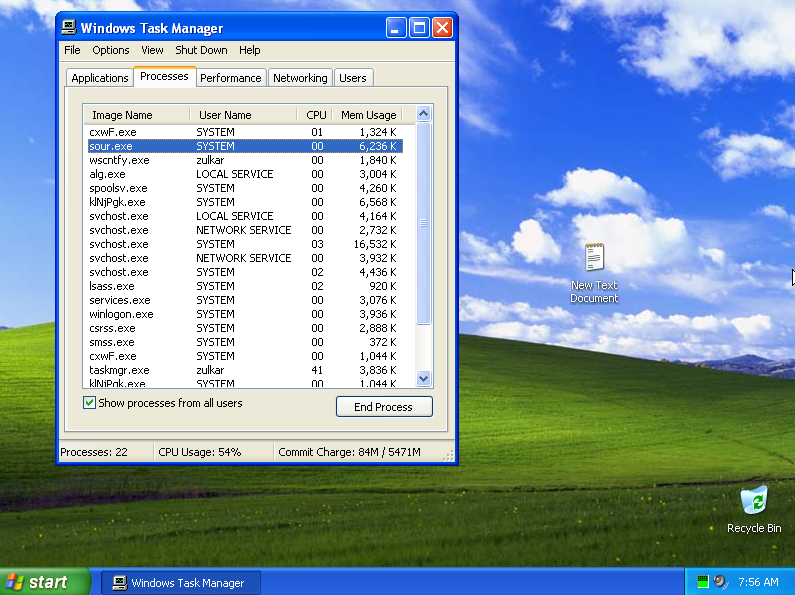 Windows Task Manager
File Options View Shut Down Help
Applications Processes Performance Networking Users
Image Name User Name CPU Mem Usage
cxwF.exe SYSTEM 01 1,324 K
sour.exe SYSTEM 00 6,236 K
wscntfy.exe zulkar 00 1,840 K
alg.exe LOCAL SERVICE 00 3,004 K
spoolsv.exe SYSTEM 00 4,260 K
klNjPgk.exe SYSTEM 00 6,568 K
svchost.exe LOCAL SERVICE 00 4,164 K
svchost.exe NETWORK SERVICE 00 2,732 K
svchost.exe SYSTEM 03 16,532 K
svchost.exe NETWORK SERVICE 00 3,932 K
svchost.exe SYSTEM 02 4,436 K
lsass.exe SYSTEM 02 920 K
services.exe SYSTEM 00 3,076 K
winlogon.exe SYSTEM 00 3,936 K
csrss.exe SYSTEM 00 2,888 K
smss.exe SYSTEM 00 372 K
cxwF.exe SYSTEM 00 1,044 K
taskmgr.exe zulkar 41 3,836 K
klNjPgk.exe SYSTEM 00 1,044 K
Show processes from all users
End Process
Processes: 22 CPU Usage: 54% Commit Charge: 84M / 5471M
New Text
Document
Recycle Bin
start Windows Task Manager 7:56 AM